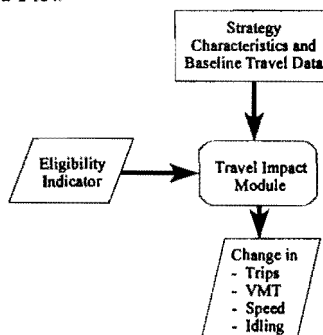 Strategy
Characteristics and
Baseline Travel Data
Eligibility
Indicator
Travel Impact
Module
Change in
- Trips
- VMT
- Speed
- Idling